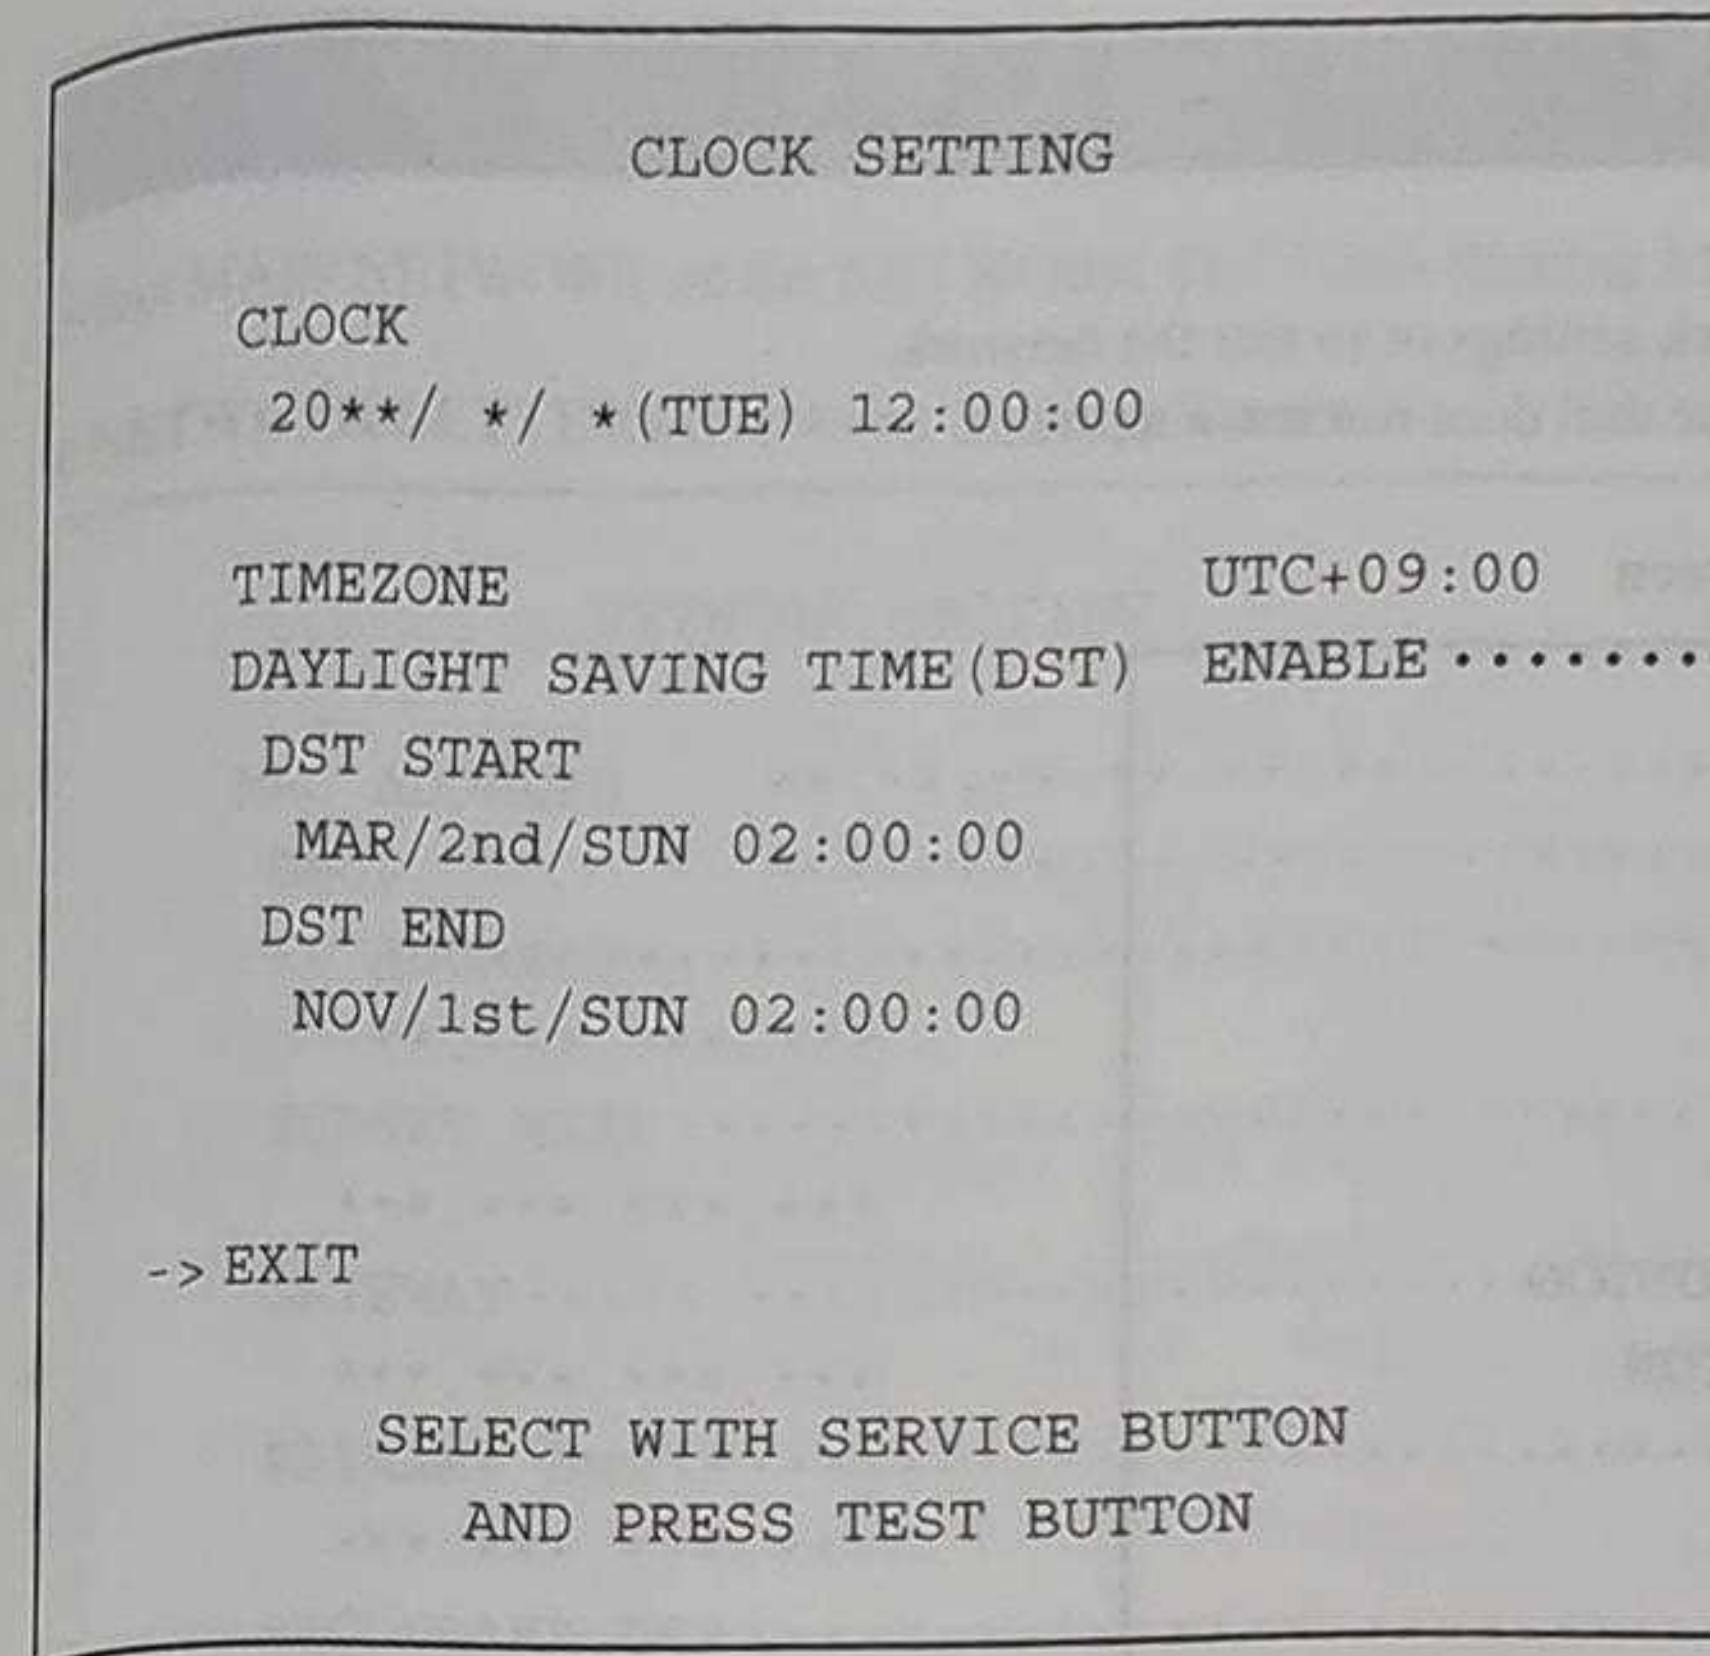 CLOCK SETTING
CLOCK
20**/ */ *(TUE) 12:00:00
TIMEZONE UTC+09:00
DAYLIGHT SAVING TIME(DST) ENABLE •••••••
DST START
MAR/2nd/SUN 02:00:00
DST END
NOV/1st/SUN 02:00:00
-> EXIT
SELECT WITH SERVICE BUTTON
AND PRESS TEST BUTTON